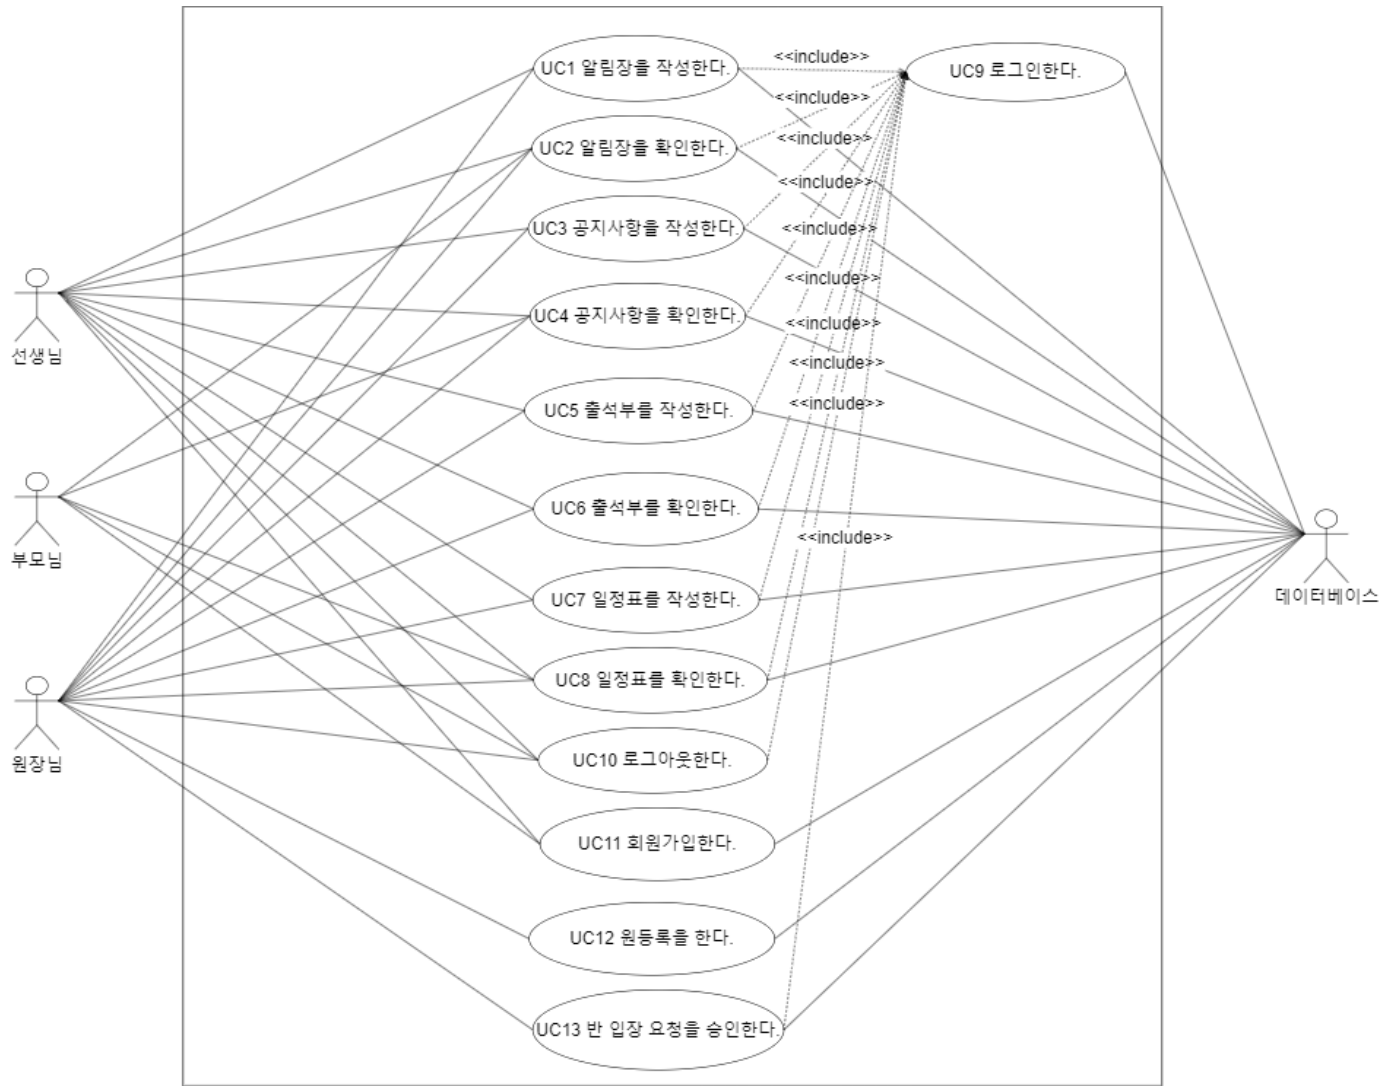 UC1 알림장을 작성한다.
<<include>>
UC9 로그인한다.
<<include>>
UC2 알림장을 확인한다.
<<include>>
<<include>>
UC3 공지사항을 작성한다.
<<include>>
<<include>>
선생님
UC4 공지사항을 확인한다.
<<include>>
<<include>>
UC5 출석부를 작성한다.
<<include>>
부모님
UC6 출석부를 확인한다.
<<include>>
데이터베이스
UC7 일정표를 작성한다.
UC8 일정표를 확인한다.
원장님
UC10 로그아웃한다.
UC11 회원가입한다.
UC12 원등록을 한다.
UC13 반 입장 요청을 승인한다.